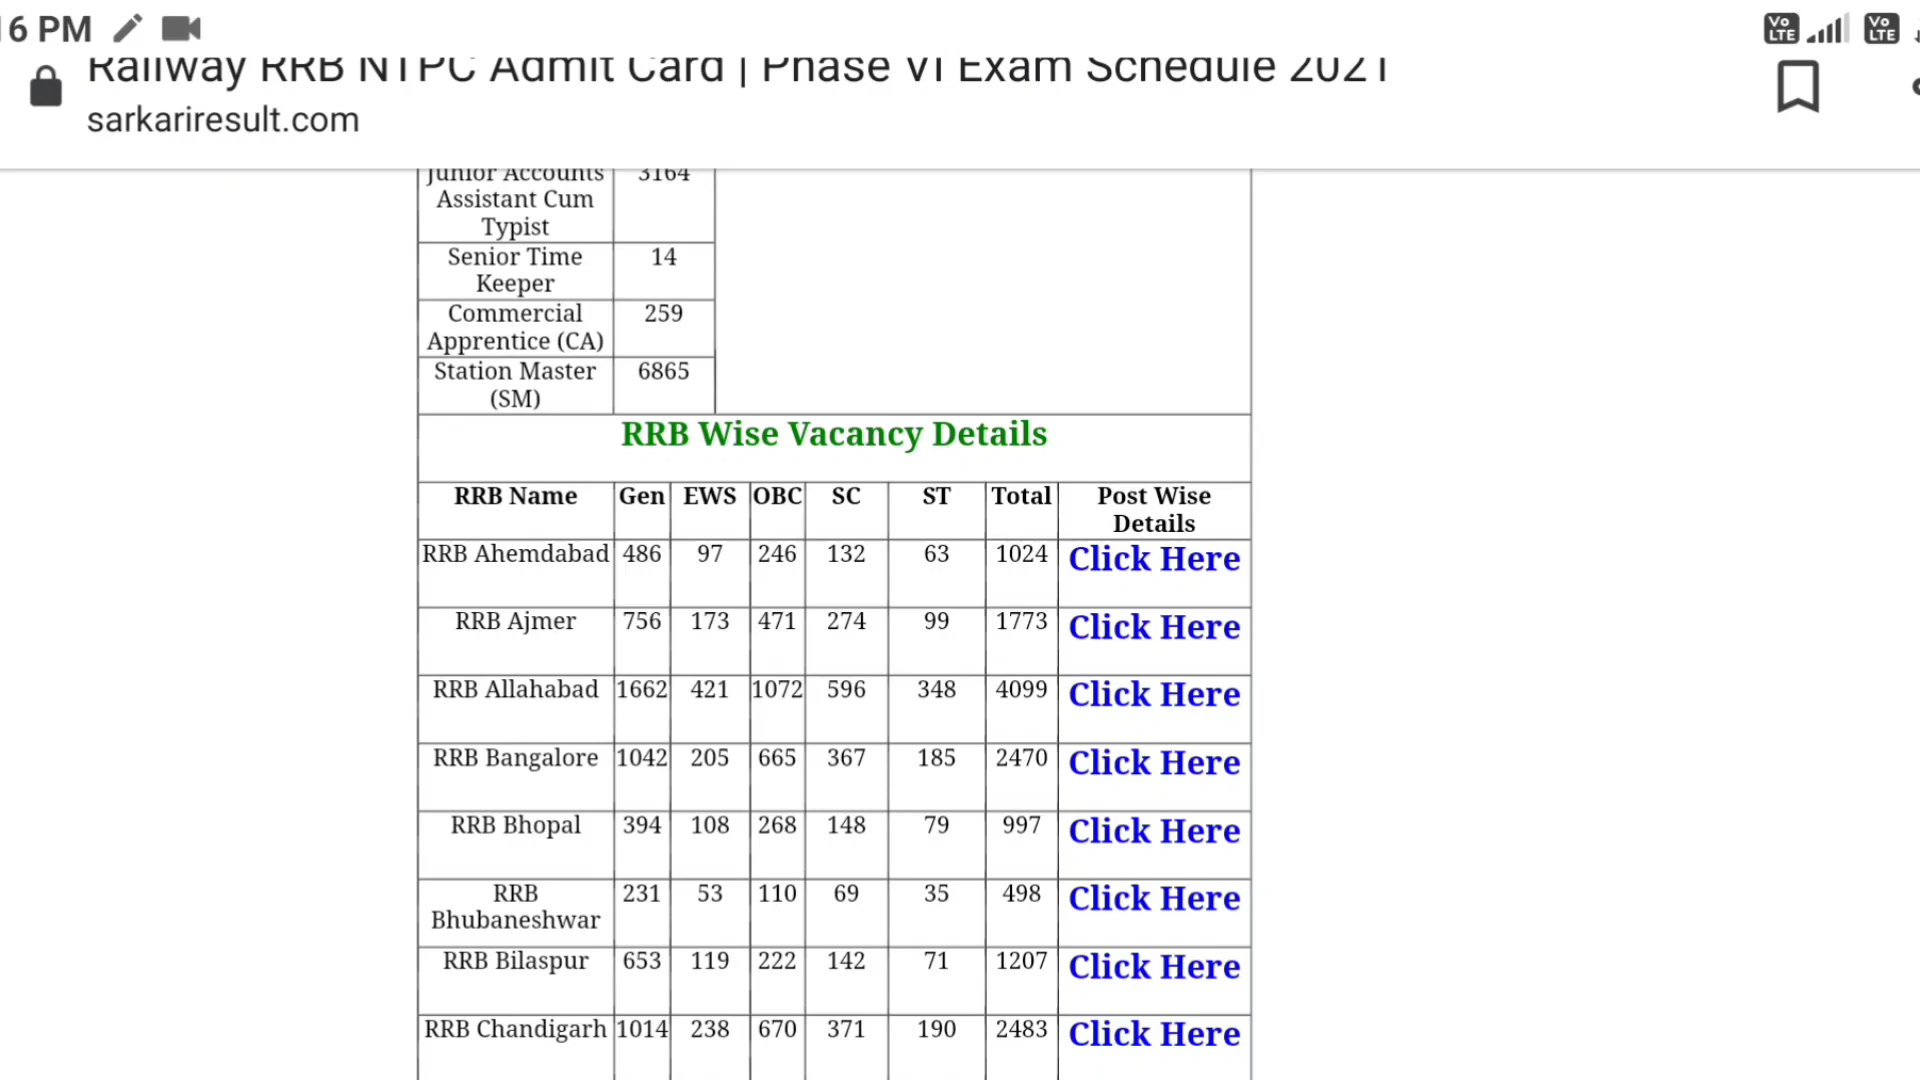 16 PM
Vo LTE Vo LTE
Railway RRB NTPC Admit Card | Phase VI Exam Schedule 2021
sarkariresult.com
Junior Accounts 3164
Assistant Cum
Typist
Senior Time 14
Keeper
Commercial 259
Apprentice (CA)
Station Master 6865
(SM)
RRB Wise Vacancy Details
RRB Name Gen EWS OBC SC ST Total Post Wise
Details
RRB Ahemdabad 486 97 246 132 63 1024 Click Here
RRB Ajmer 756 173 471 274 99 1773 Click Here
RRB Allahabad 1662 421 1072 596 348 4099 Click Here
RRB Bangalore 1042 205 665 367 185 2470 Click Here
RRB Bhopal 394 108 268 148 79 997 Click Here
RRB 231 53 110 69 35 498 Click Here
Bhubaneshwar
RRB Bilaspur 653 119 222 142 71 1207 Click Here
RRB Chandigarh 1014 238 670 371 190 2483 Click Here